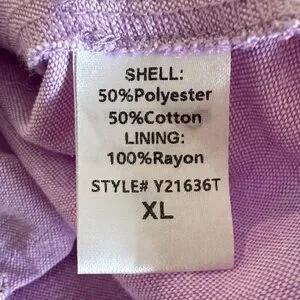 SHELL:
50%Polyester
50%Cotton
LINING:
100%Rayon
STYLE# Y21636T
XL